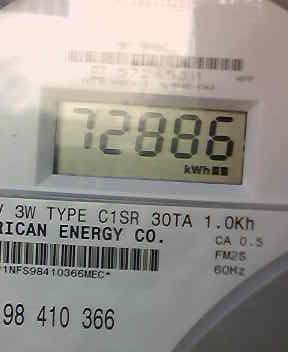 72886
kWh
V 3W TYPE C1SR 30TA 1.0Kh
RICAN ENERGY CO.
CA 0.5
FM2S
60Hz
1NFS98410366MEC*
98 410 366